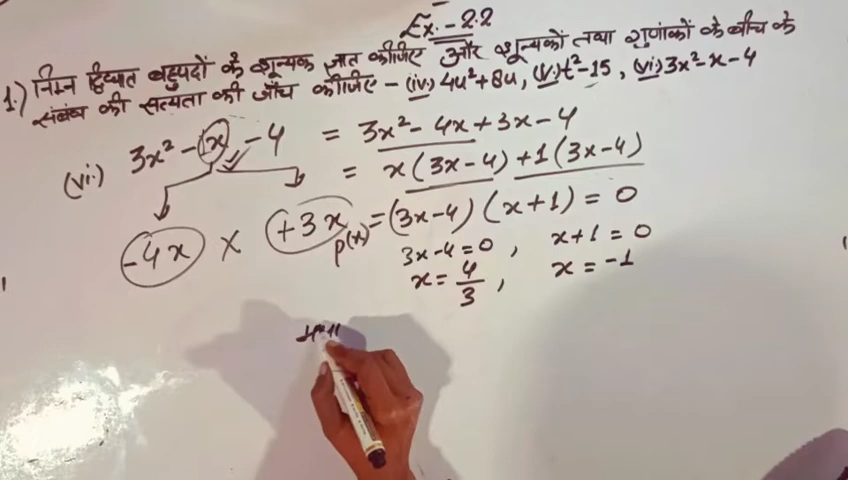 Ex. - 2.2
1.) निम्न द्विघात बहुपदों के शून्यक ज्ञात कीजिए और शून्यकों तथा गुणांकों के बीच के
संबंध की सत्यता की जाँच कीजिए - (iv) 4u²+8u, (v) t²-15, (vi) 3x²-x-4
(vi) 3x² - 1x - 4 = 3x² - 4x + 3x - 4
= x(3x-4) +1(3x-4)
-4x × +3x p(x) = (3x-4) (x+1) = 0
3x-4=0, x+1=0
x=4/3, x=-1